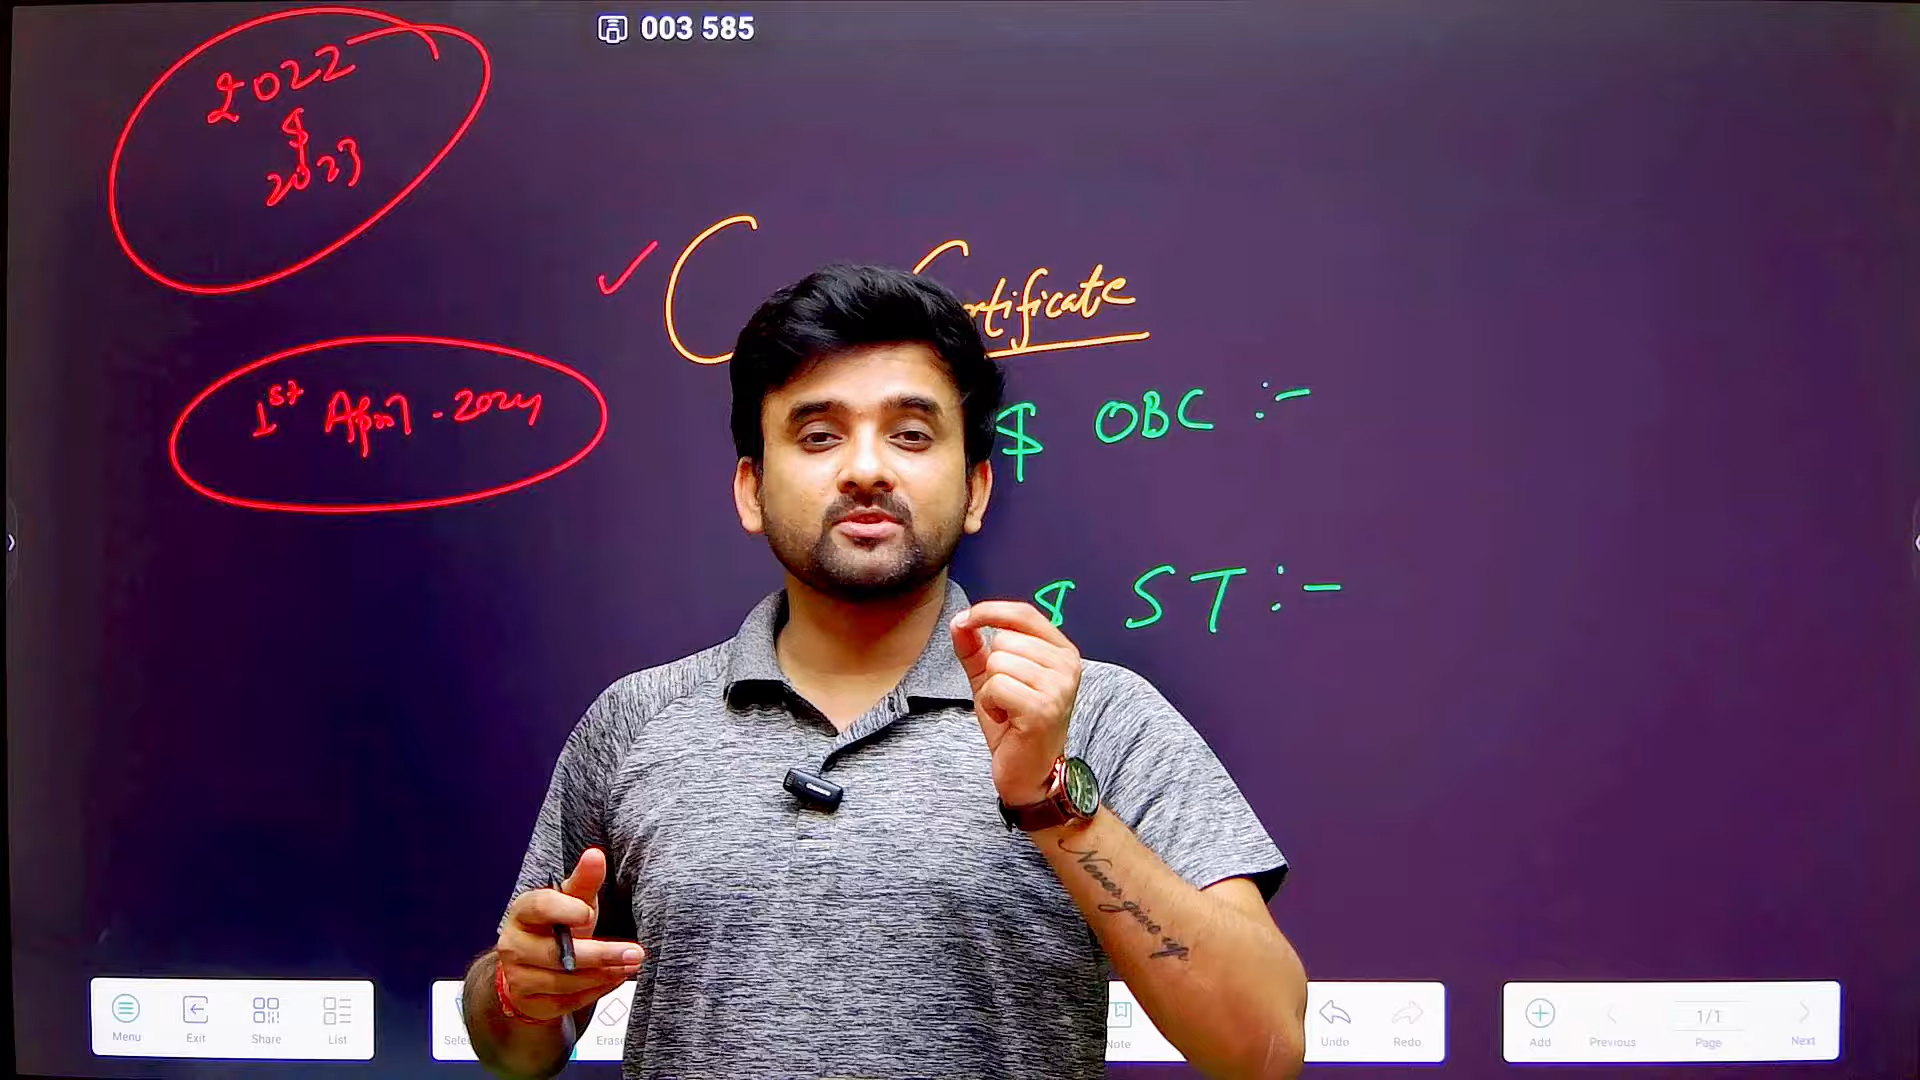 003 585
2022
&
2023
Certificate
1st April - 2024
& OBC :-
& ST :-
Never give up
Menu Exit Share List Undo Redo Add Previous 1/1 Page Next